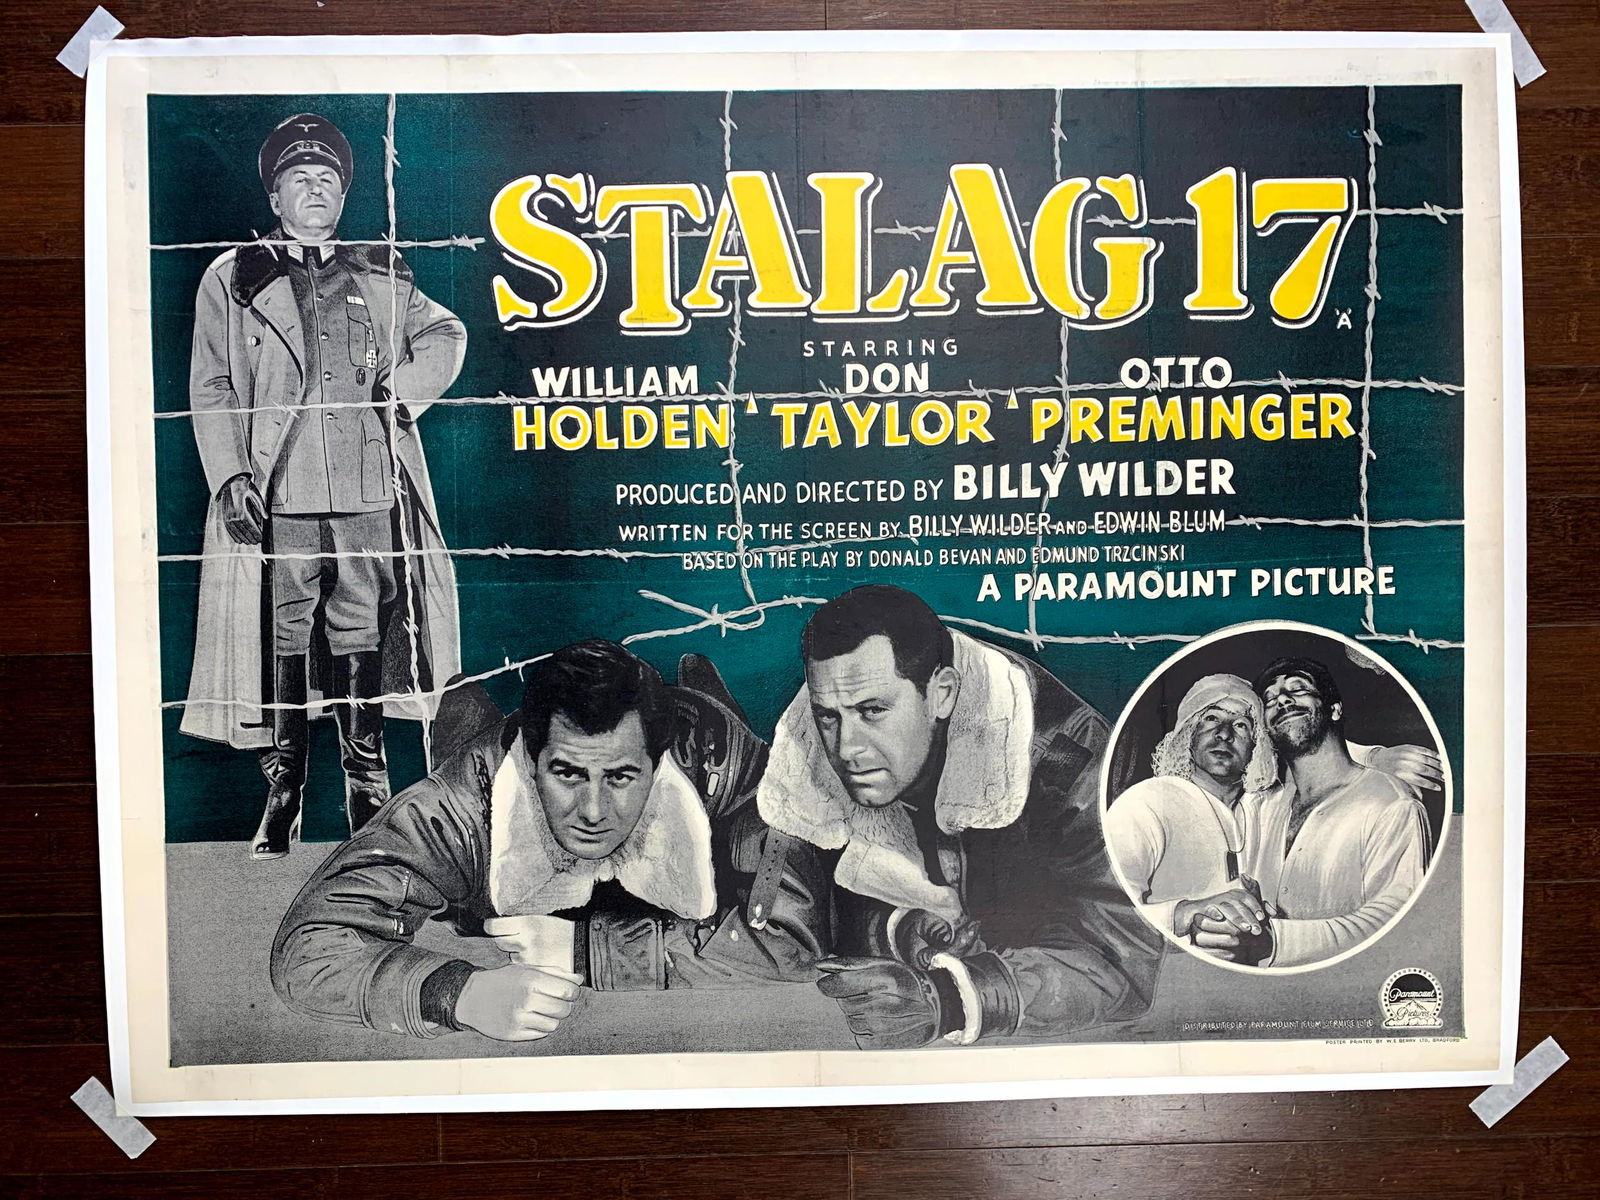 STALAG 17
'A'
STARRING
WILLIAM HOLDEN ' DON TAYLOR ' OTTO PREMINGER
PRODUCED AND DIRECTED BY BILLY WILDER
WRITTEN FOR THE SCREEN BY BILLY WILDER AND EDWIN BLUM
BASED ON THE PLAY BY DONALD BEVAN AND EDMUND TRZCINSKI
A PARAMOUNT PICTURE
Paramount
Pictures
DISTRIBUTED BY PARAMOUNT FILM SERVICE LTD
POSTER PRINTED BY W.E. BERRY LTD, BRADFORD